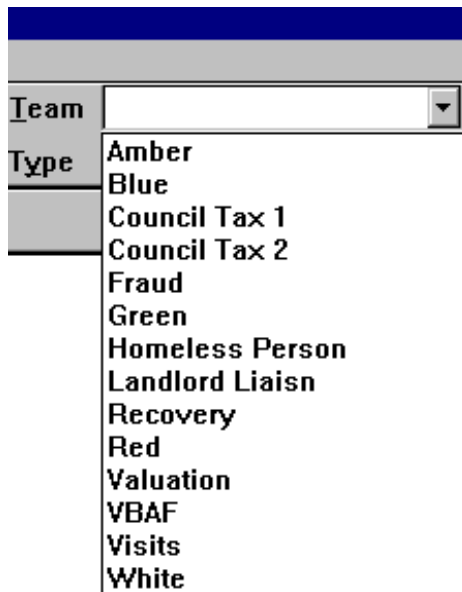 Team
Type
Amber
Blue
Council Tax 1
Council Tax 2
Fraud
Green
Homeless Person
Landlord Liaisn
Recovery
Red
Valuation
VBAF
Visits
White